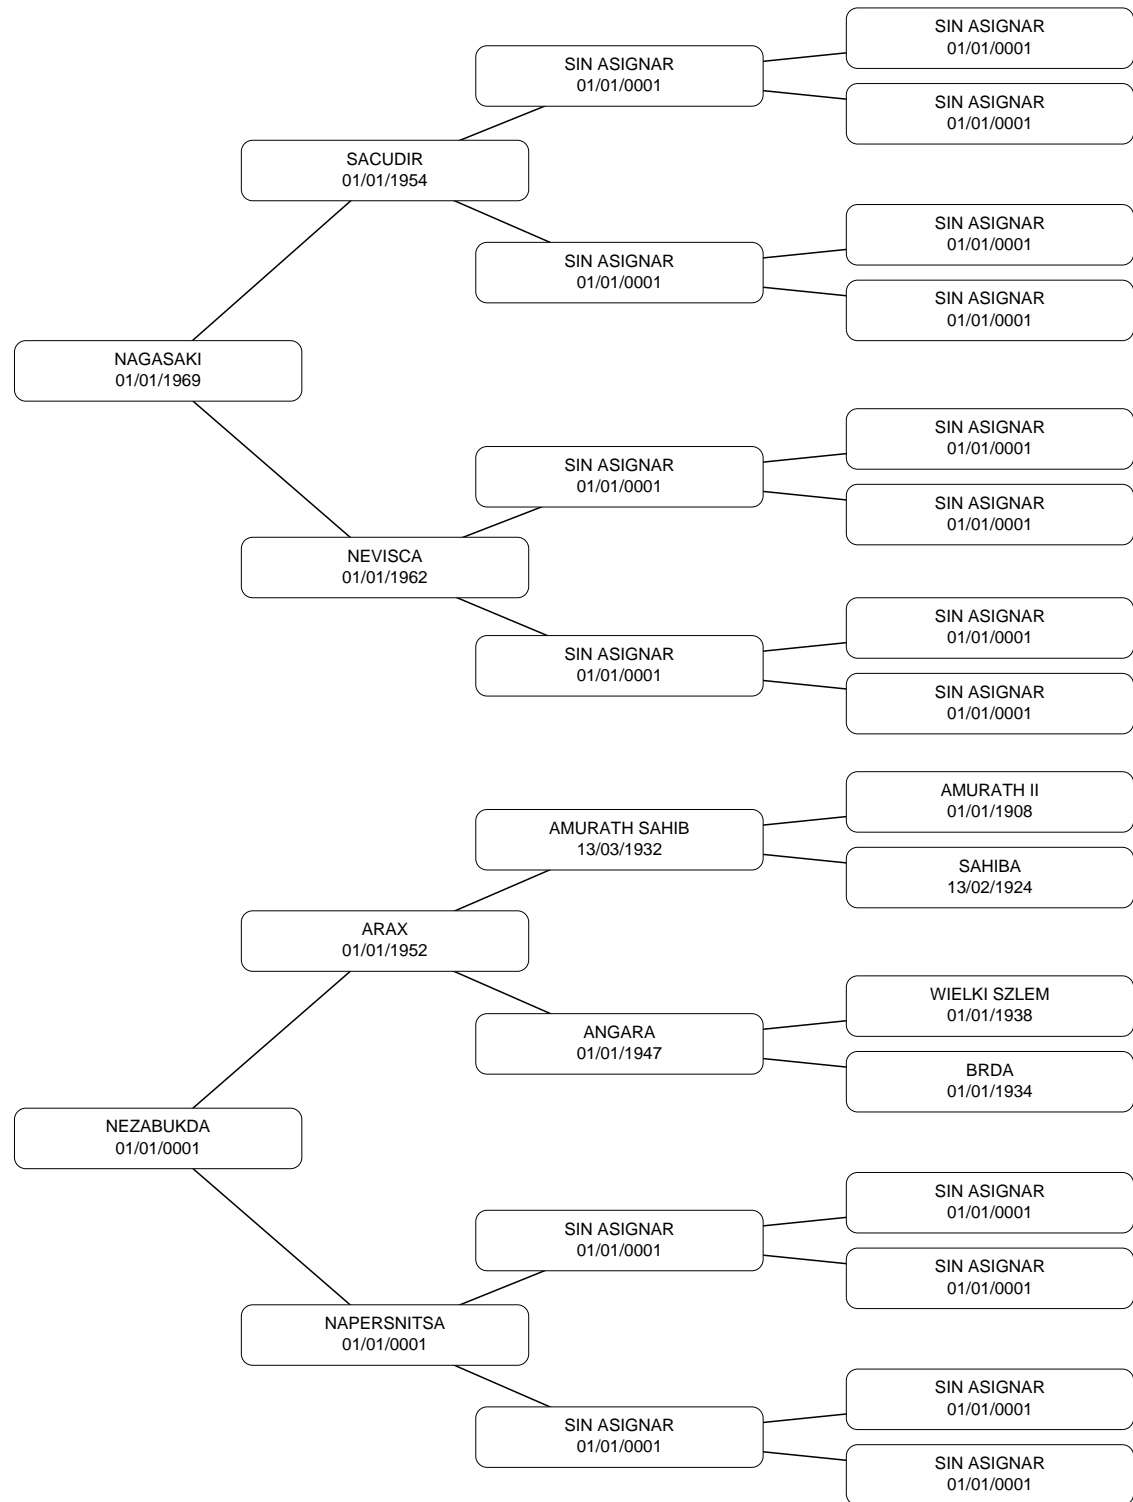 SIN ASIGNAR
01/01/0001
SIN ASIGNAR
01/01/0001
SIN ASIGNAR
01/01/0001
SACUDIR
01/01/1954
SIN ASIGNAR
01/01/0001
SIN ASIGNAR
01/01/0001
SIN ASIGNAR
01/01/0001
NAGASAKI
01/01/1969
SIN ASIGNAR
01/01/0001
SIN ASIGNAR
01/01/0001
SIN ASIGNAR
01/01/0001
NEVISCA
01/01/1962
SIN ASIGNAR
01/01/0001
SIN ASIGNAR
01/01/0001
SIN ASIGNAR
01/01/0001
AMURATH II
01/01/1908
AMURATH SAHIB
13/03/1932
SAHIBA
13/02/1924
ARAX
01/01/1952
WIELKI SZLEM
01/01/1938
ANGARA
01/01/1947
BRDA
01/01/1934
NEZABUKDA
01/01/0001
SIN ASIGNAR
01/01/0001
SIN ASIGNAR
01/01/0001
SIN ASIGNAR
01/01/0001
NAPERSNITSA
01/01/0001
SIN ASIGNAR
01/01/0001
SIN ASIGNAR
01/01/0001
SIN ASIGNAR
01/01/0001